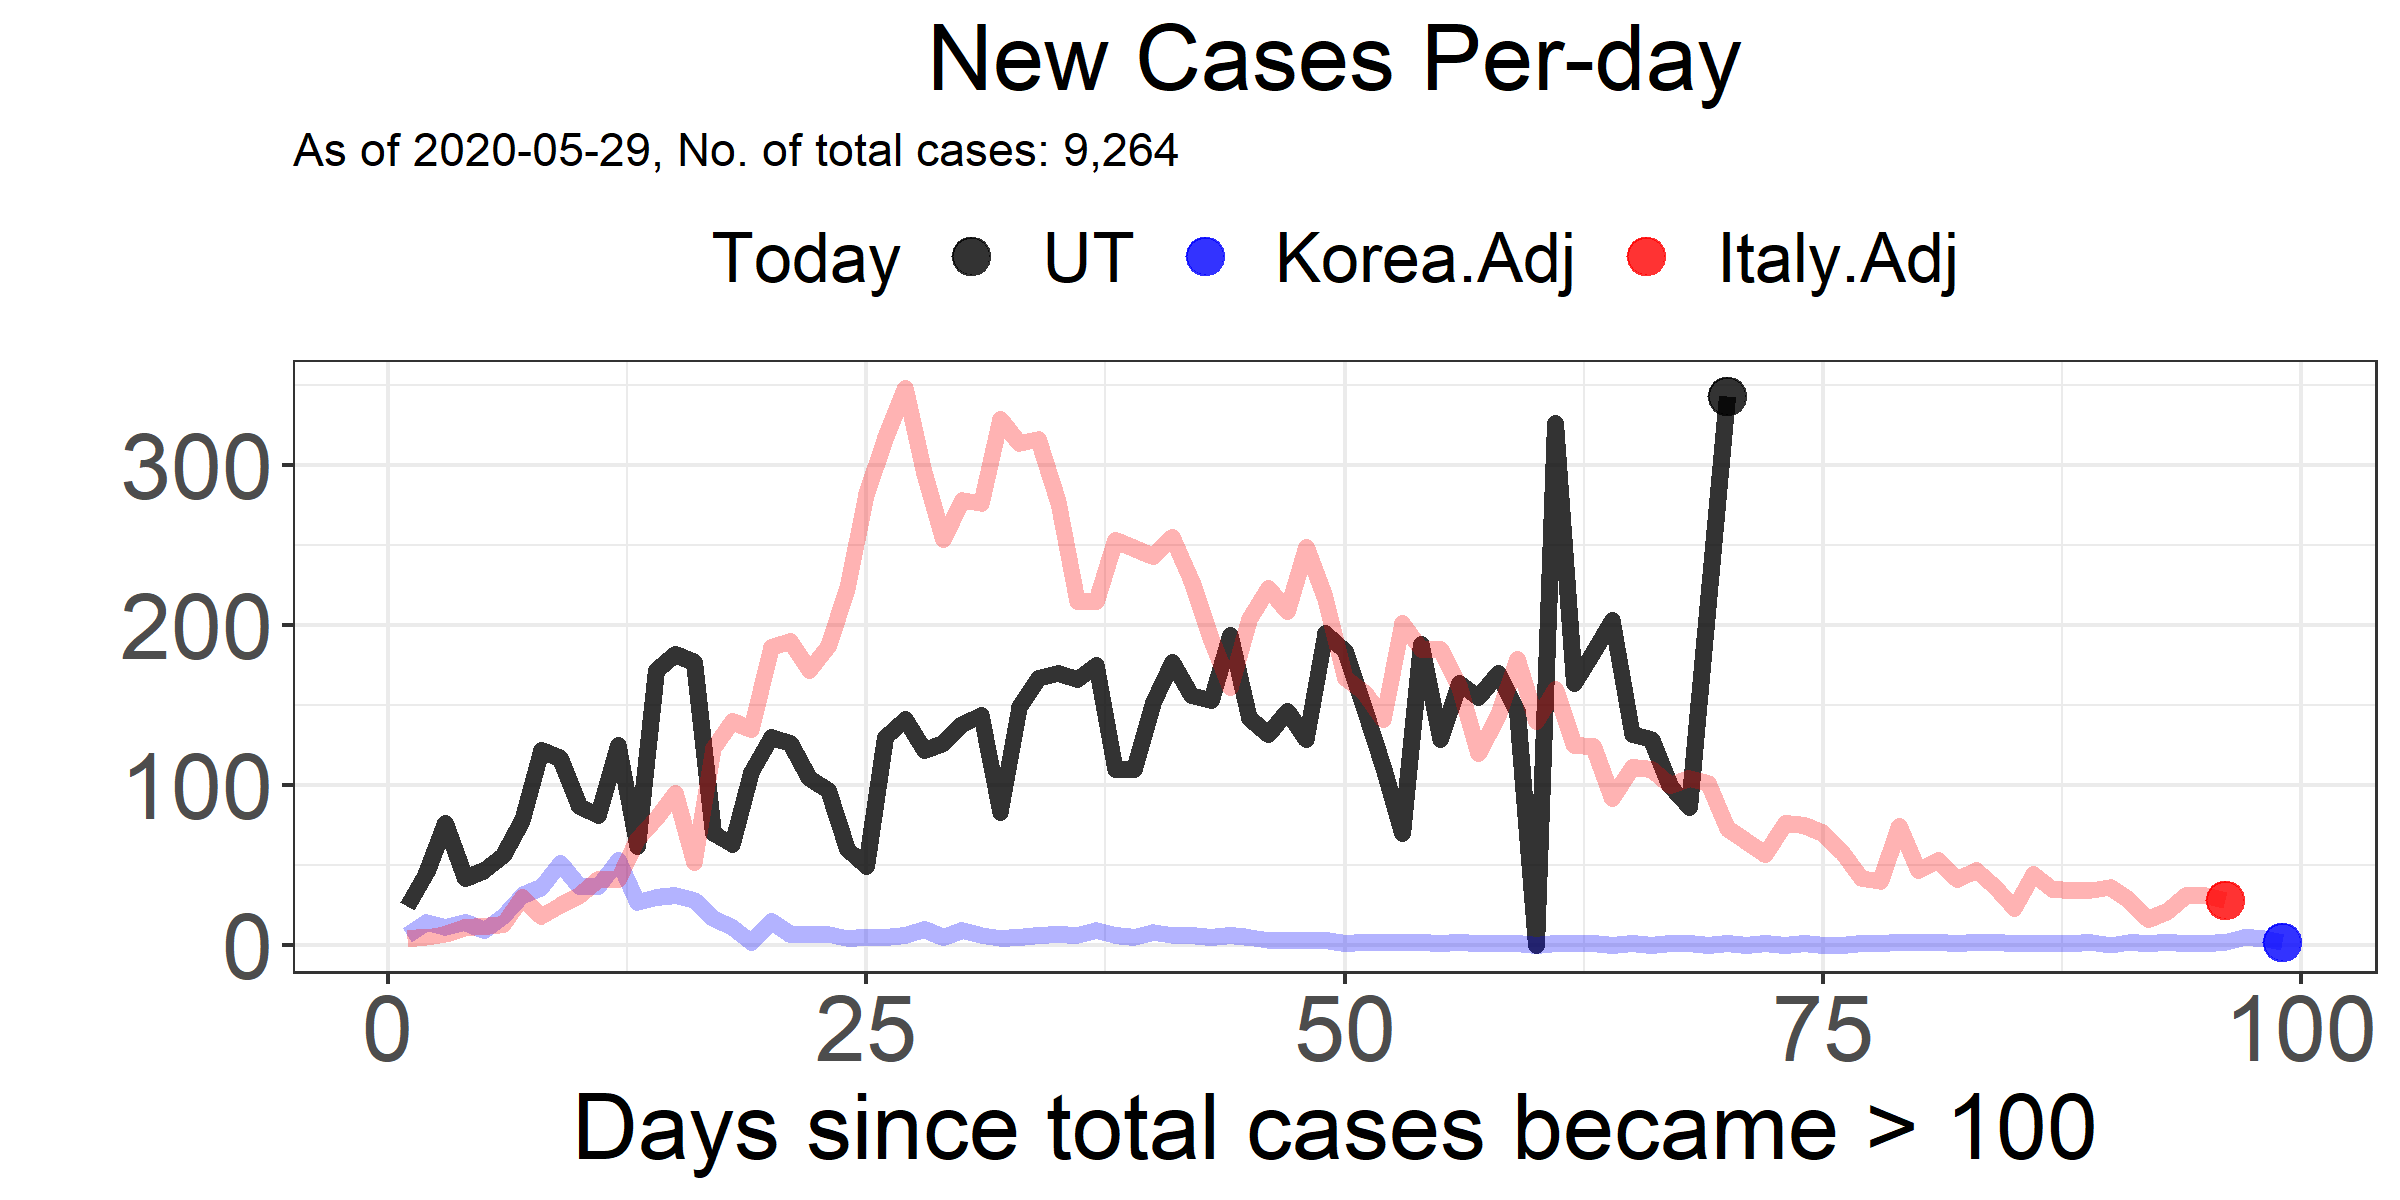 New Cases Per-day
As of 2020-05-29, No. of total cases: 9,264
Today UT Korea.Adj Italy.Adj
300
200
100
0
0 25 50 75 100
Days since total cases became > 100